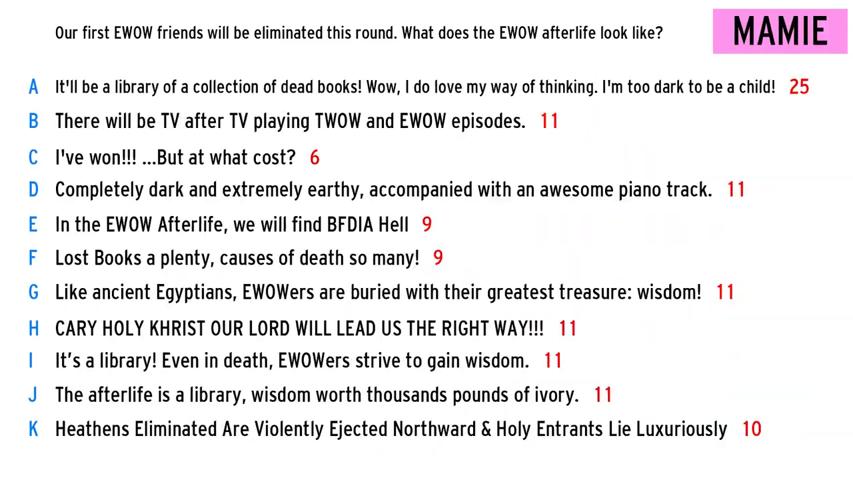 Our first EWOW friends will be eliminated this round. What does the EWOW afterlife look like?
MAMIE
A It'll be a library of a collection of dead books! Wow, I do love my way of thinking. I'm too dark to be a child! 25
B There will be TV after TV playing TWOW and EWOW episodes. 11
C I've won!!! ...But at what cost? 6
D Completely dark and extremely earthy, accompanied with an awesome piano track. 11
E In the EWOW Afterlife, we will find BFDIA Hell 9
F Lost Books a plenty, causes of death so many! 9
G Like ancient Egyptians, EWOWers are buried with their greatest treasure: wisdom! 11
H CARY HOLY KHRIST OUR LORD WILL LEAD US THE RIGHT WAY!!! 11
I It’s a library! Even in death, EWOWers strive to gain wisdom. 11
J The afterlife is a library, wisdom worth thousands pounds of ivory. 11
K Heathens Eliminated Are Violently Ejected Northward & Holy Entrants Lie Luxuriously 10